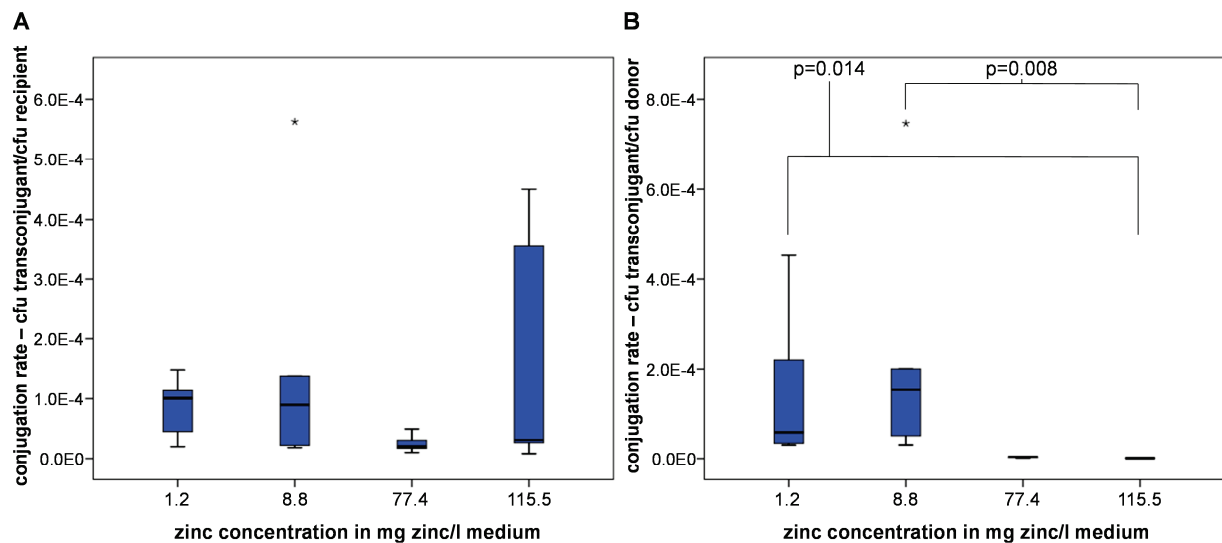 A
conjugation rate – cfu transconjugant/cfu recipient
6.0E-4
5.0E-4
4.0E-4
3.0E-4
2.0E-4
1.0E-4
0.0E0
*
1.2 8.8 77.4 115.5
zinc concentration in mg zinc/l medium
B
conjugation rate – cfu transconjugant/cfu donor
p=0.014 p=0.008
8.0E-4
6.0E-4
4.0E-4
2.0E-4
0.0E0
*
1.2 8.8 77.4 115.5
zinc concentration in mg zinc/l medium